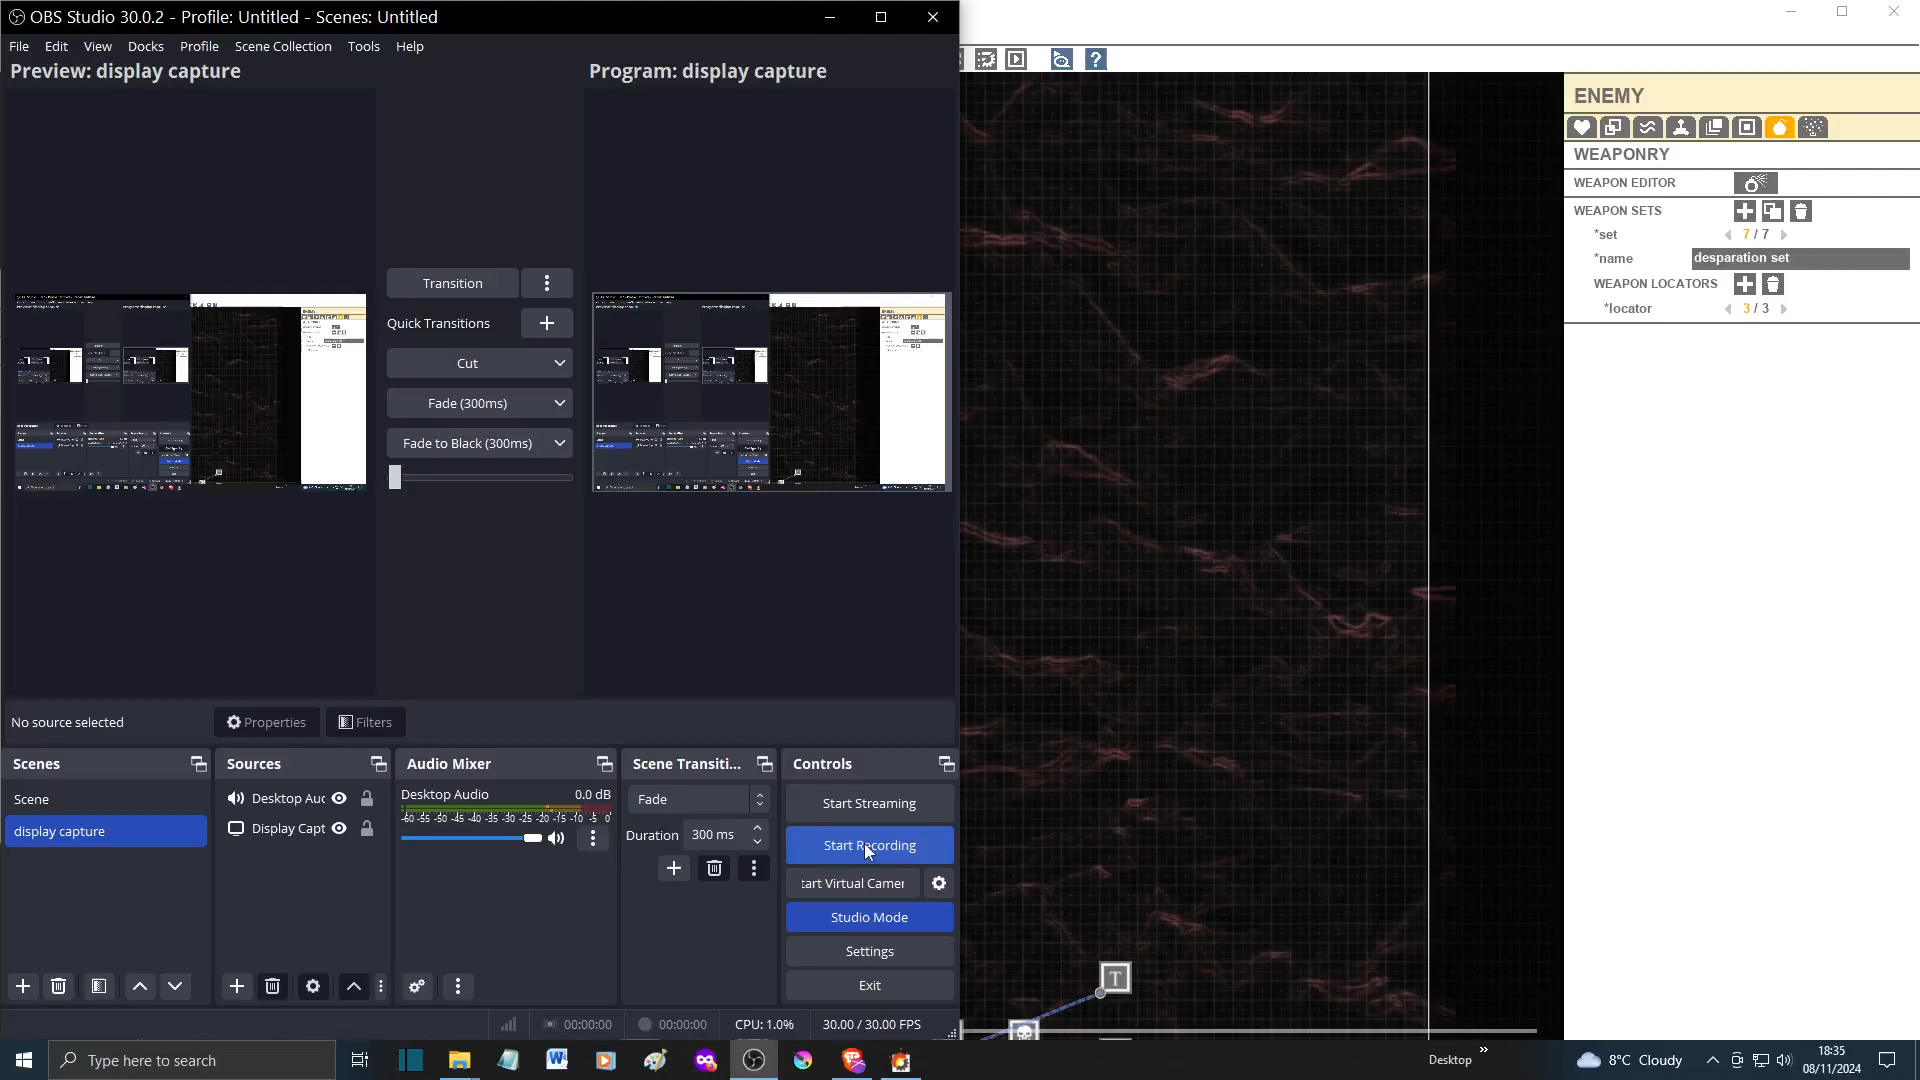 OBS Studio 30.0.2 - Profile: Untitled - Scenes: Untitled
File Edit View Docks Profile Scene Collection Tools Help
Preview: display capture
Program: display capture
Transition
Quick Transitions
Cut
Fade (300ms)
Fade to Black (300ms)
No source selected
Properties
Filters
Scenes
Scene
display capture
Sources
Desktop Auc
Display Capt
Audio Mixer
Desktop Audio 0.0 dB
-60 -55 -50 -45 -40 -35 -30 -25 -20 -15 -10 -5 0
Scene Transiti...
Fade
Duration 300 ms
Controls
Start Streaming
Start Recording
tart Virtual Camer
Studio Mode
Settings
Exit
00:00:00
00:00:00
CPU: 1.0%
30.00 / 30.00 FPS
?
T
ENEMY
WEAPONRY
WEAPON EDITOR
WEAPON SETS
*set 7 / 7
*name desparation set
WEAPON LOCATORS
*locator 3 / 3
Type here to search
W
Desktop
»
8°C Cloudy
18:35
08/11/2024